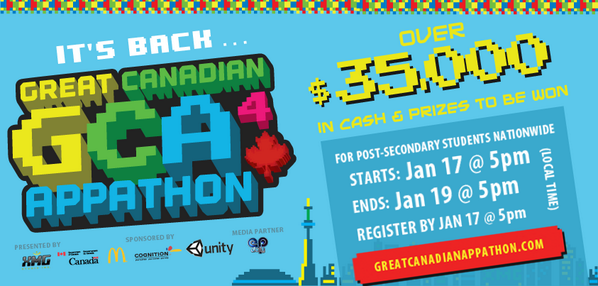 IT'S BACK ...
GREAT CANADIAN
GCA4
APPATHON
OVER
$35,000
IN CASH & PRIZES TO BE WON
FOR POST-SECONDARY STUDENTS NATIONWIDE
STARTS: Jan 17 @ 5pm
ENDS: Jan 19 @ 5pm
(LOCAL TIME)
REGISTER BY JAN 17 @ 5pm
GREATCANADIANAPPATHON.COM
PRESENTED BY
XMG
Canada
SPONSORED BY
COGNITION
unity
MEDIA PARTNER